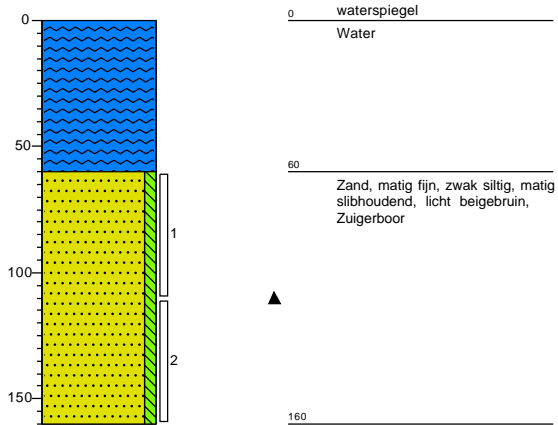 0
50
100
150
1
2
0
waterspiegel
Water
60
Zand, matig fijn, zwak siltig, matig
slibhoudend, licht beigebruin,
Zuigerboor
160